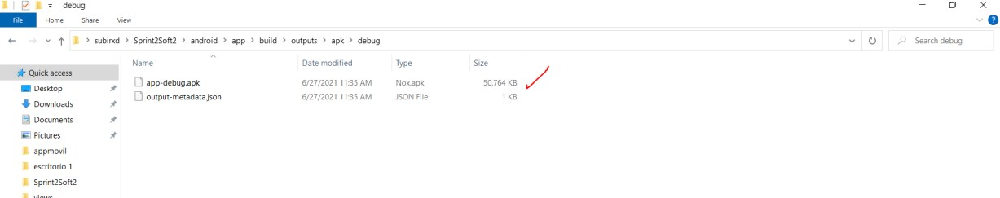 debug
File Home Share View
subirxd > Sprint2Soft2 > android > app > build > outputs > apk > debug
Search debug
Name Date modified Type Size
Quick access
app-debug.apk 6/27/2021 11:35 AM Nox.apk 50,764 KB
Desktop
output-metadata.json 6/27/2021 11:35 AM JSON File 1 KB
Downloads
Documents
Pictures
appmovil
escritorio 1
Sprint2Soft2
views